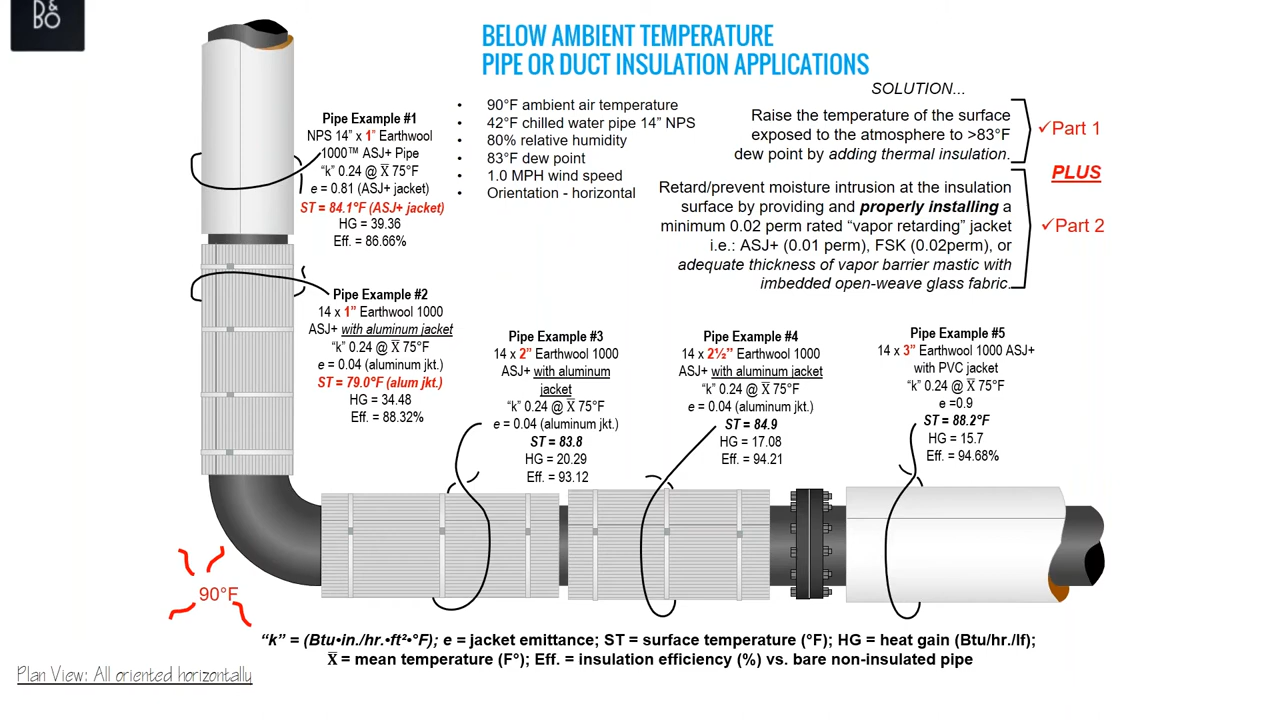 B&
BO
BELOW AMBIENT TEMPERATURE
PIPE OR DUCT INSULATION APPLICATIONS
• 90°F ambient air temperature
• 42°F chilled water pipe 14” NPS
• 80% relative humidity
• 83°F dew point
• 1.0 MPH wind speed
• Orientation - horizontal
SOLUTION...
Raise the temperature of the surface
exposed to the atmosphere to >83°F
dew point by adding thermal insulation.
✓Part 1
PLUS
Retard/prevent moisture intrusion at the insulation
surface by providing and properly installing a
minimum 0.02 perm rated “vapor retarding” jacket
i.e.: ASJ+ (0.01 perm), FSK (0.02perm), or
adequate thickness of vapor barrier mastic with
imbedded open-weave glass fabric.
✓Part 2
Pipe Example #1
NPS 14” x 1” Earthwool
1000™ ASJ+ Pipe
“k” 0.24 @ X̅ 75°F
e = 0.81 (ASJ+ jacket)
ST = 84.1°F (ASJ+ jacket)
HG = 39.36
Eff. = 86.66%
Pipe Example #2
14 x 1” Earthwool 1000
ASJ+ with aluminum jacket
“k” 0.24 @ X̅ 75°F
e = 0.04 (aluminum jkt.)
ST = 79.0°F (alum jkt.)
HG = 34.48
Eff. = 88.32%
Pipe Example #3
14 x 2” Earthwool 1000
ASJ+ with aluminum
jacket
“k” 0.24 @ X̅ 75°F
e = 0.04 (aluminum jkt.)
ST = 83.8
HG = 20.29
Eff. = 93.12
Pipe Example #4
14 x 2½” Earthwool 1000
ASJ+ with aluminum jacket
“k” 0.24 @ X̅ 75°F
e = 0.04 (aluminum jkt.)
ST = 84.9
HG = 17.08
Eff. = 94.21
Pipe Example #5
14 x 3” Earthwool 1000 ASJ+
with PVC jacket
“k” 0.24 @ X̅ 75°F
e =0.9
ST = 88.2°F
HG = 15.7
Eff. = 94.68%
90°F
“k” = (Btu•in./hr.•ft²•°F); e = jacket emittance; ST = surface temperature (°F); HG = heat gain (Btu/hr./lf);
X̅ = mean temperature (F°); Eff. = insulation efficiency (%) vs. bare non-insulated pipe
Plan View: All oriented horizontally